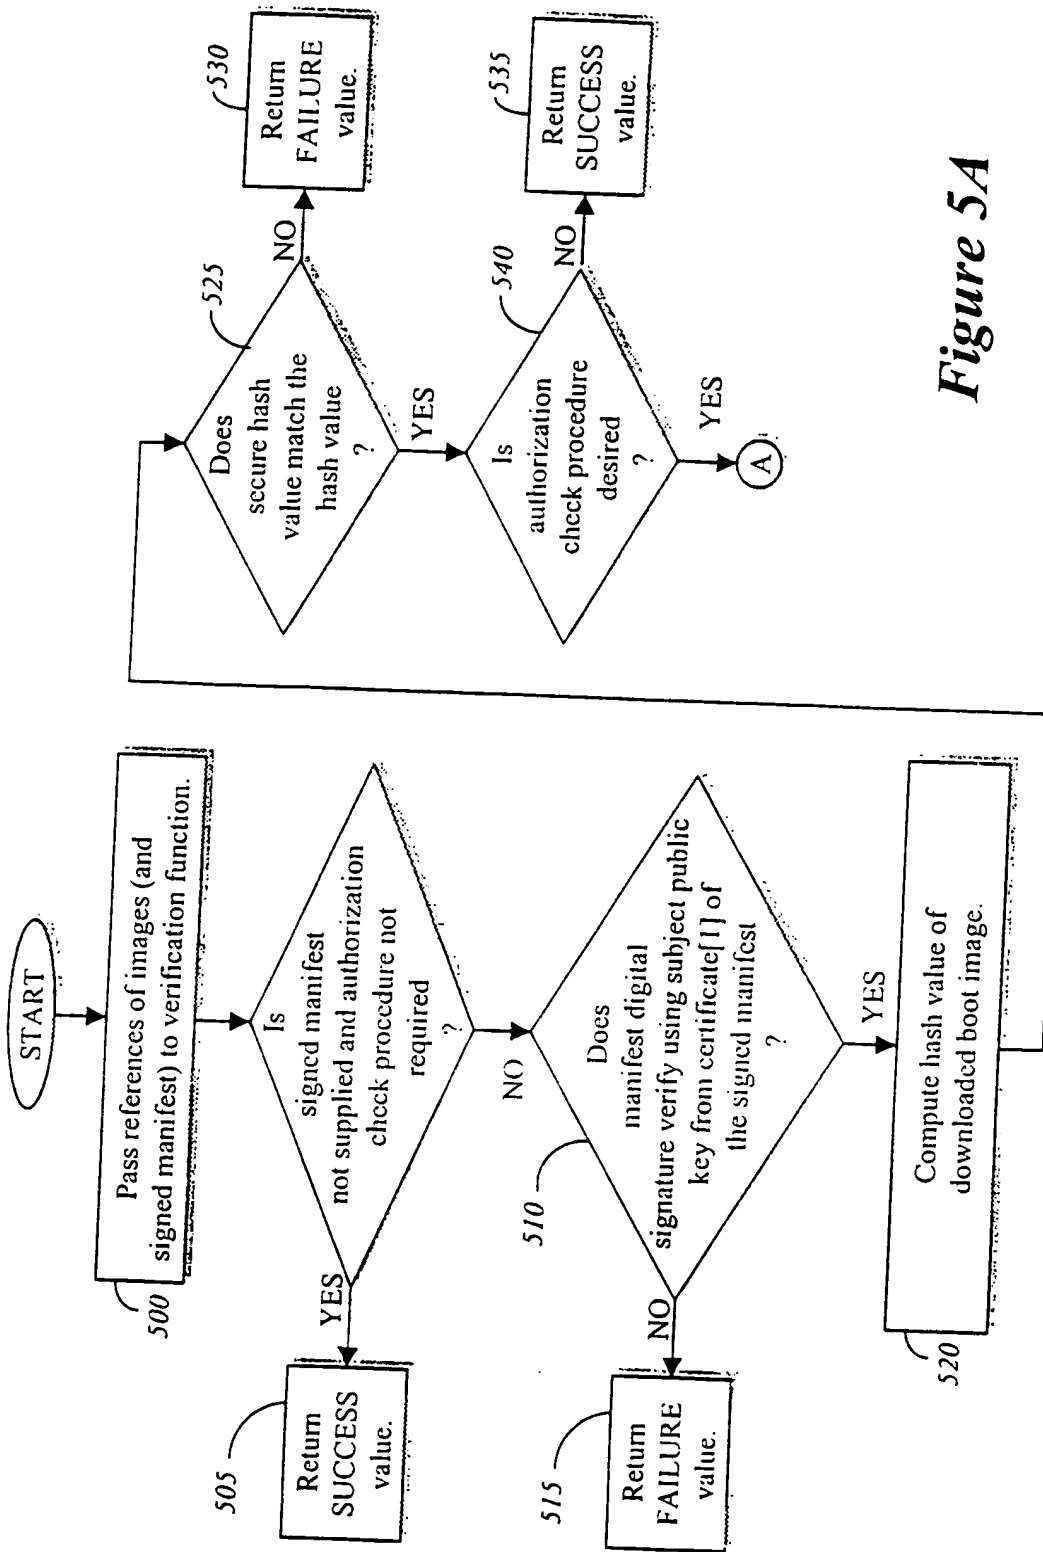 START
Pass references of images (and
signed manifest) to verification function.
500
Is
signed manifest
not supplied and authorization
check procedure not
required
?
YES
505
Return
SUCCESS
value.
NO
510
Does
manifest digital
signature verify using subject public
key from certificate[1] of
the signed manifest
?
NO
515
Return
FAILURE
value.
YES
520
Compute hash value of
downloaded boot image.
525
Does
secure hash
value match the
hash value
?
NO
530
Return
FAILURE
value.
YES
540
Is
authorization
check procedure
desired
?
NO
535
Return
SUCCESS
value.
YES
A
Figure 5A